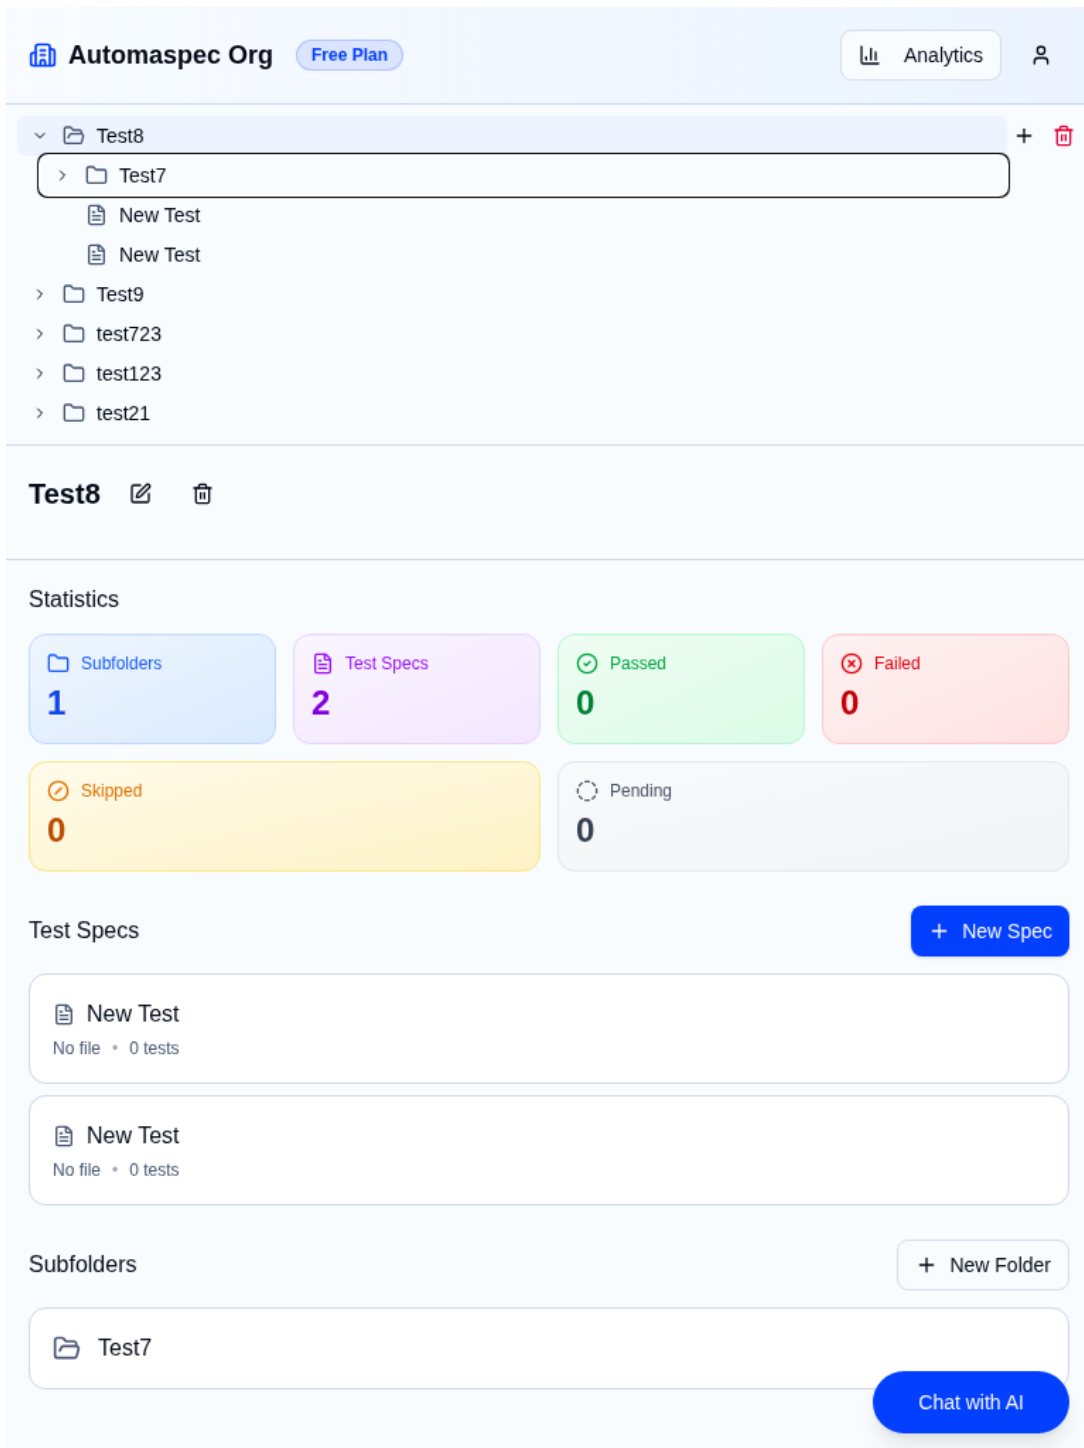 Automaspec Org Free Plan Analytics
Test8
Test7
New Test
New Test
Test9
test723
test123
test21
Test8
Statistics
Subfolders Test Specs Passed Failed
1 2 0 0
Skipped Pending
0 0
Test Specs New Spec
New Test
No file • 0 tests
New Test
No file • 0 tests
Subfolders New Folder
Test7
Chat with AI